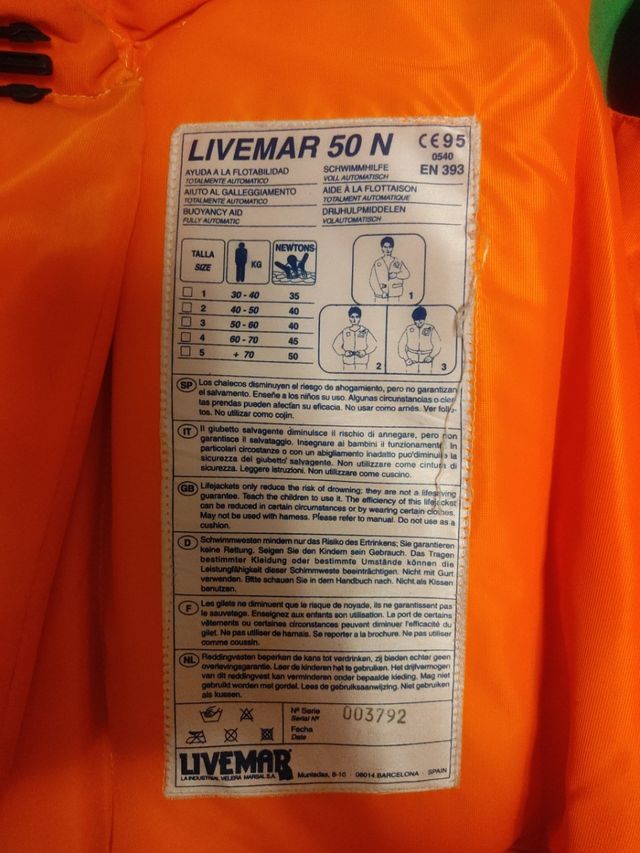 LIVEMAR 50 N
CE 95
0540
EN 393
AYUDA A LA FLOTABILIDAD
TOTALMENTE AUTOMATICO
AIUTO AL GALLEGGIAMENTO
TOTALMENTE AUTOMATICO
BUOYANCY AID
FULLY AUTOMATIC
SCHWIMMHILFE
VOLL AUTOMATISCH
AIDE À LA FLOTTAISON
TOTALMENT AUTOMATIQUE
DRIJHULPMIDDELEN
VOLAUTOMATISCH
TALLA
SIZE
KG
NEWTONS
1 30 - 40 35
2 40 - 50 40
3 50 - 60 40
4 60 - 70 45
5 + 70 50
1
2
3
SP Los chalecos disminuyen el riesgo de ahogamiento, pero no garantizan
el salvamento. Enseñe a los niños su uso. Algunas circunstancias o cier
tas prendas pueden afectian su eficacia. No usar como arnés. Ver folle-
tos. No utilizar como cojin.
IT Il giubetto salvagente diminuisce il rischio di annegare, pero non
garantisce il salvataggio. Insegnare ai bambini il funzionamento. In
particolari circostanze o con un abigliamento inadatto puo'diminuire la
sicurezza del giubetto' salvagente. Non utilizzare come cintura di
sicurezza. Leggere istruzioni. Non utilizzare come cuscino.
GB Lifejackets only reduce the risk of drowning; they are not a lifesaving
guarantee. Teach the children to use it. The efficiency of this lifejacket
can be reduced in certain circumstances or by wearing certain clothes.
May not be used with harness. Please refer to manual. Do not use as a
cushion.
D Schwimmwesten mindern nur das Risiko des Ertrinkens; Sie garantieren
keine Rettung. Seigen Sie den Kindern sein Gebrauch. Das Tragen
bestimmter Kleidung oder bestimmte Umstände können die
Leistungfähigkeit dieser Schimmweste beeinträchtigen. Nicht mit Gurt
verwenden. Bitte schauen Sie in dem Handbuch nach. Nicht als Kissen
benutzen.
F Les gilets ne diminuent que le risque de noyade, ils ne garantissent pas
le sauvetage. Enseignez aux enfants son utilisation. Le port de certains
vêtements ou certaines circonstances peuvent diminuer l'efficacité du
gilet. Ne pas utiliser de harnais. Se reporter a la brochure. Ne pas utiliser
comme coussin.
NL Reddingvesten beperken de kans tot verdrinken, zij bieden echter geen
overlevingsgarantie. Leer de kinderen hét te gebruiken. Het drijfvermogen
van dit reddingvest kan verminderen onder bepaalde kleding. Mag niet
gebruikt worden met gordel. Lees de gebruiksaanwijzing. Niet gebruiken
als kussen.
Nº Serie
Serial Nº
003792
Fecha
Date
LIVEMAR
LA INDUSTRIAL VELERA MARSAL S.A.
Muntadas, 8-10 - 08014 BARCELONA - SPAIN